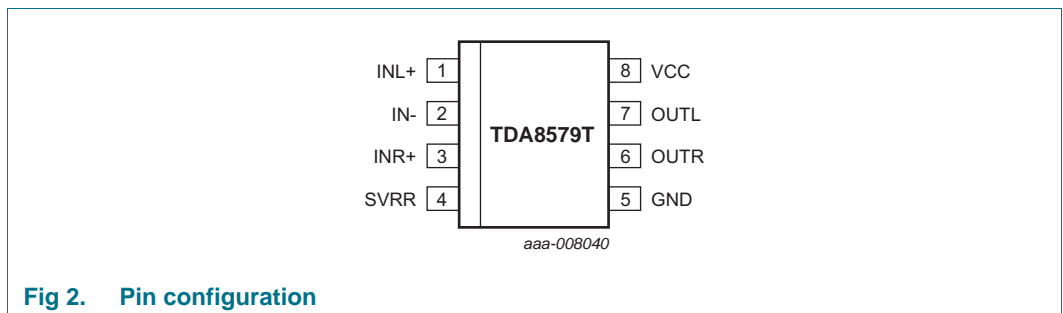 INL+ 1 8 VCC
IN- 2 7 OUTL
TDA8579T
INR+ 3 6 OUTR
SVRR 4 5 GND
aaa-008040
Fig 2. Pin configuration